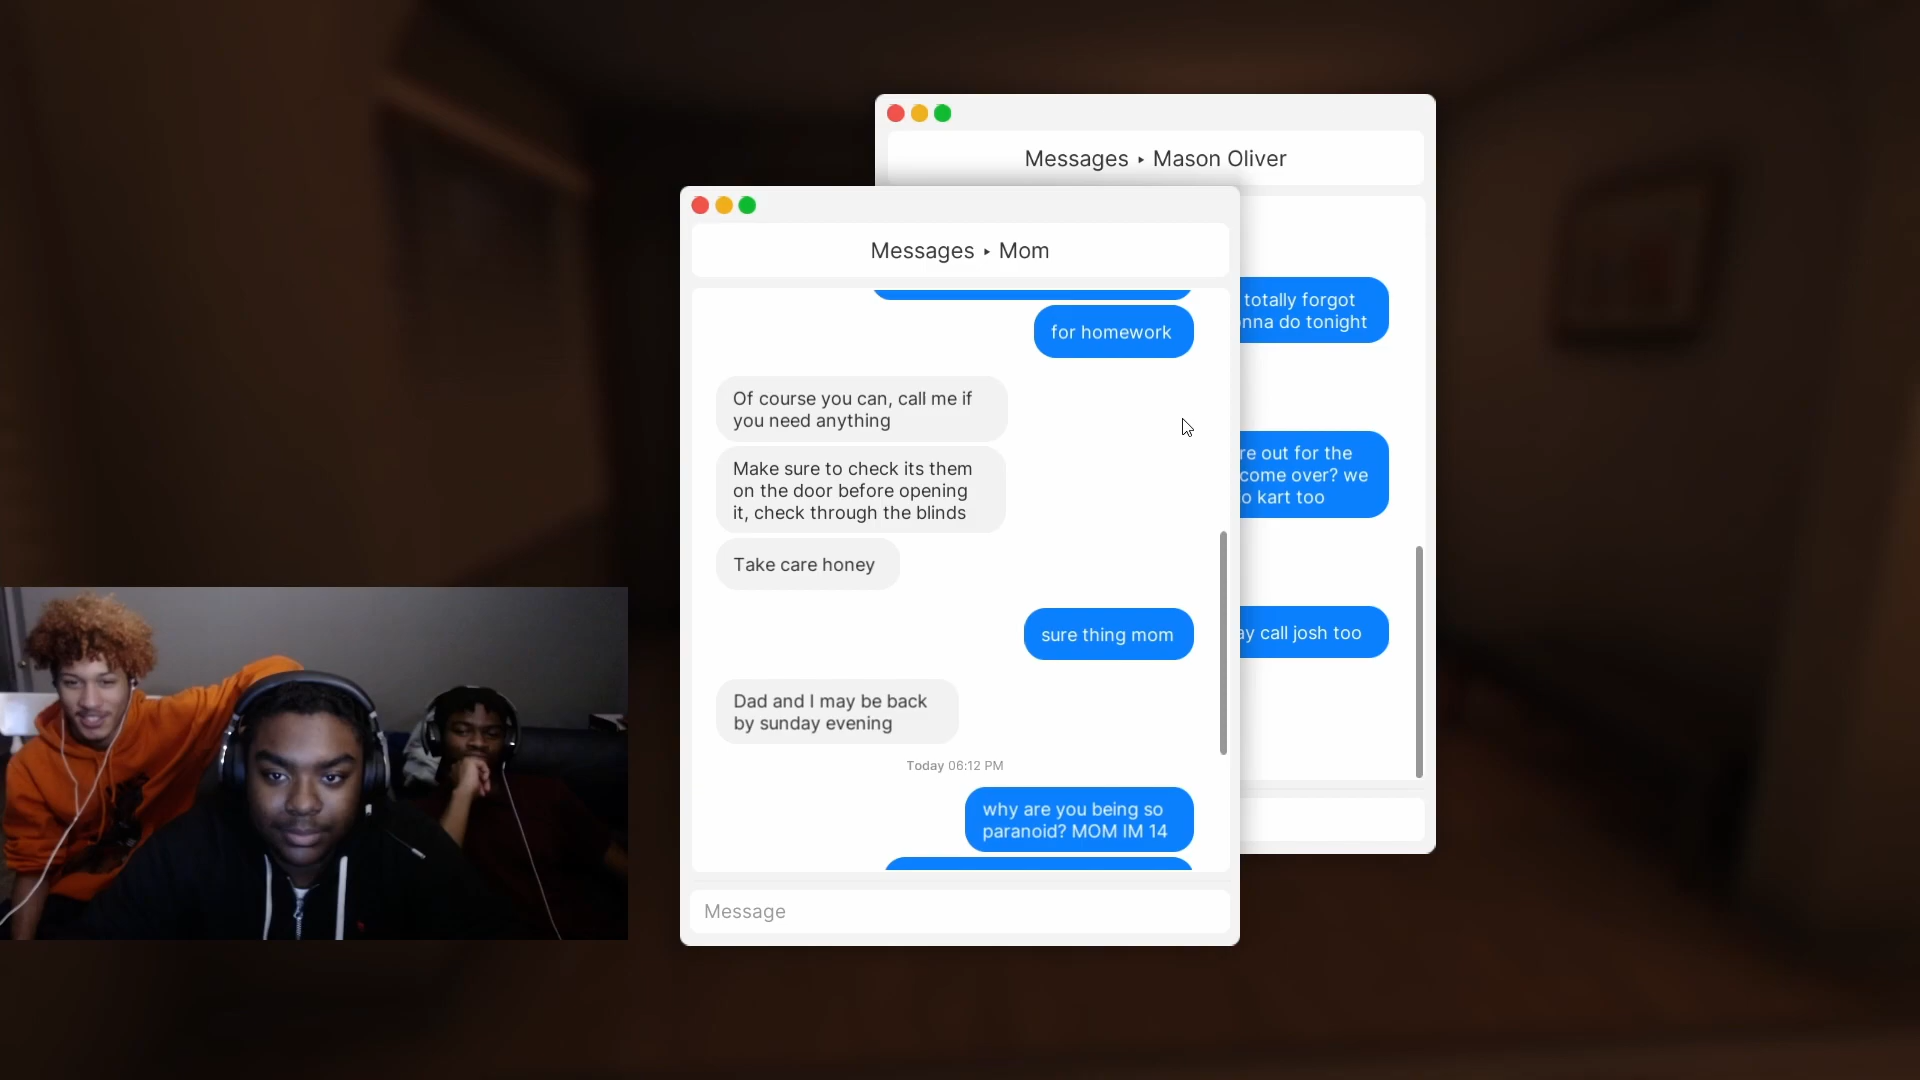 Messages ▸ Mason Oliver
totally forgot
nna do tonight
re out for the
come over? we
o kart too
ay call josh too
Messages ▸ Mom
for homework
Of course you can, call me if
you need anything
Make sure to check its them
on the door before opening
it, check through the blinds
Take care honey
sure thing mom
Dad and I may be back
by sunday evening
Today 06:12 PM
why are you being so
paranoid? MOM IM 14
Message